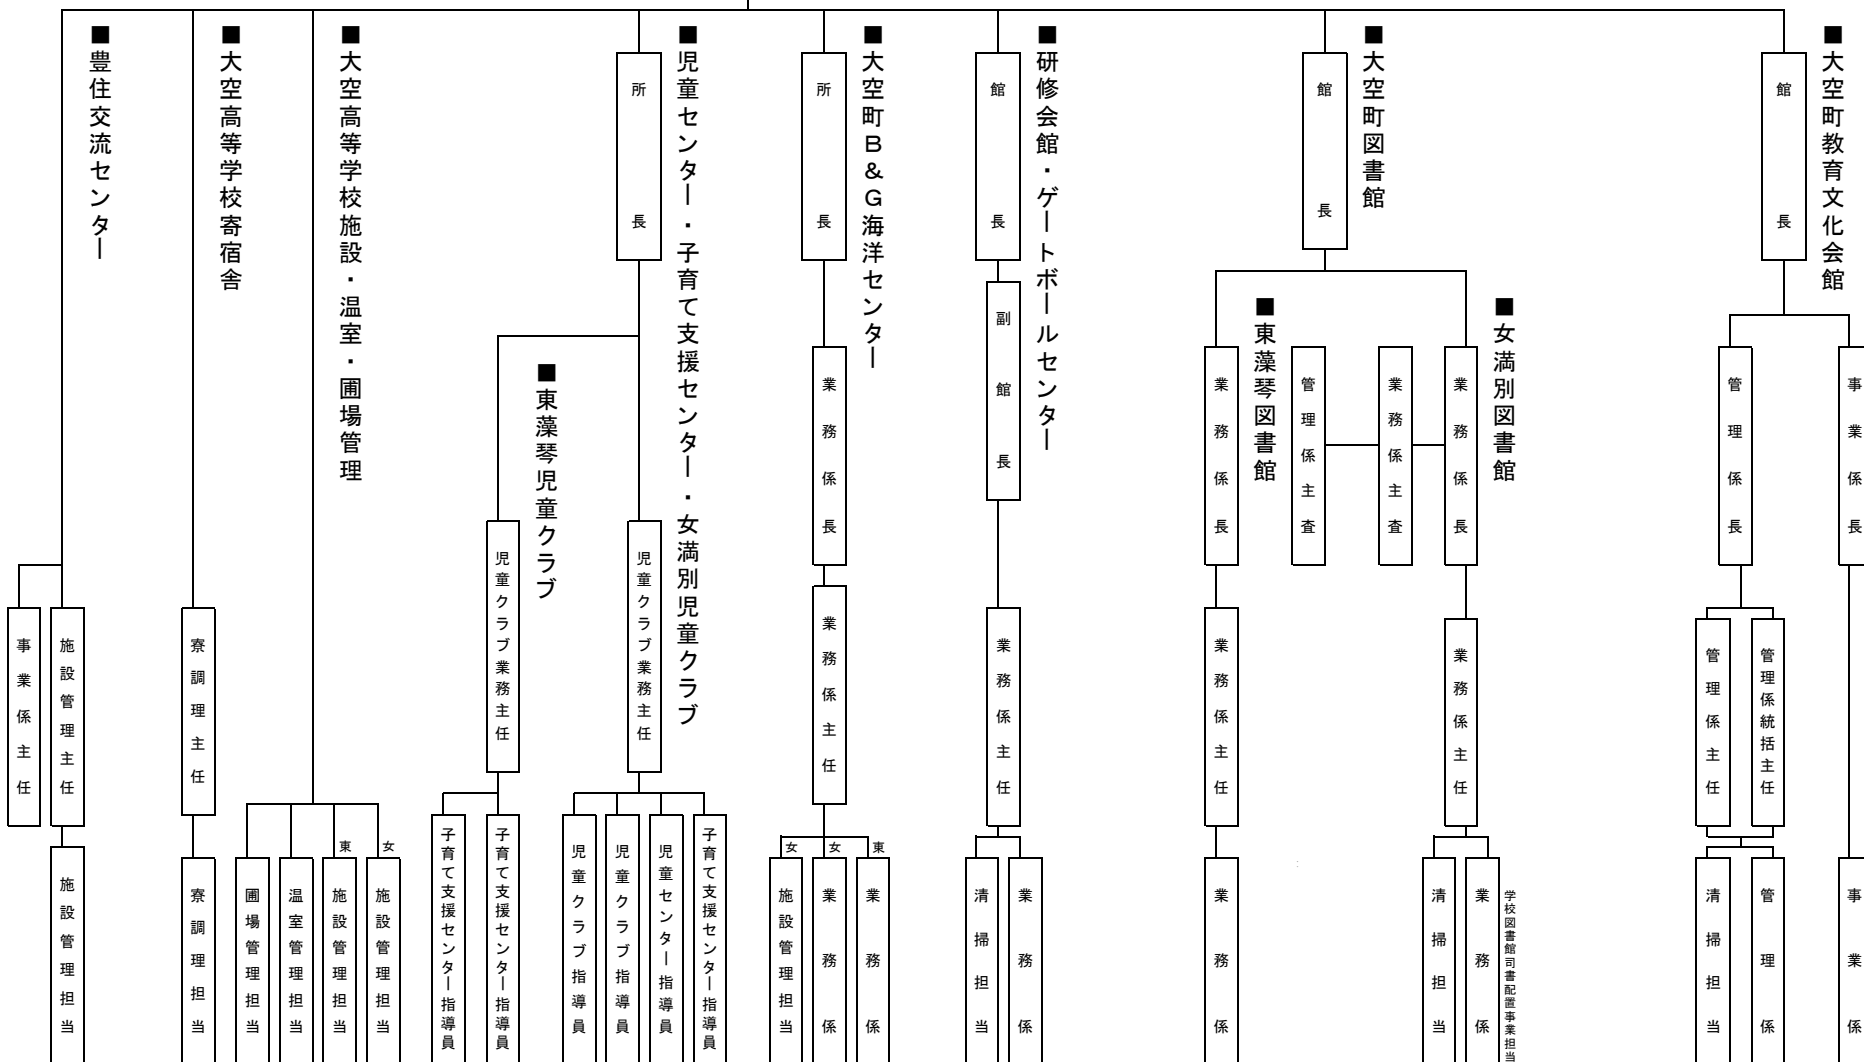 ■大空町教育文化会館
館長
事業係長
管理係長
管理係統括主任
管理係主任
事業係
管理係
清掃担当
■大空町図書館
館長
■女満別図書館
業務係長
業務係主査
管理係主査
業務係主任
学校図書館司書配置事業担当
業務係
清掃担当
■東藻琴図書館
業務係長
業務係主任
業務係
■研修会館・ゲートボールセンター
館長
副館長
業務係主任
業務係
清掃担当
■大空町B&G海洋センター
所長
業務係長
業務係主任
東
業務係
女
業務係
女
施設管理担当
■児童センター・子育て支援センター・女満別児童クラブ
所長
児童クラブ業務主任
子育て支援センター指導員
児童センター指導員
児童クラブ指導員
児童クラブ指導員
■東藻琴児童クラブ
児童クラブ業務主任
子育て支援センター指導員
子育て支援センター指導員
■大空高等学校施設・温室・圃場管理
女
施設管理担当
東
施設管理担当
温室管理担当
圃場管理担当
■大空高等学校寄宿舎
寮調理主任
寮調理担当
■豊住交流センター
施設管理主任
事業係主任
施設管理担当